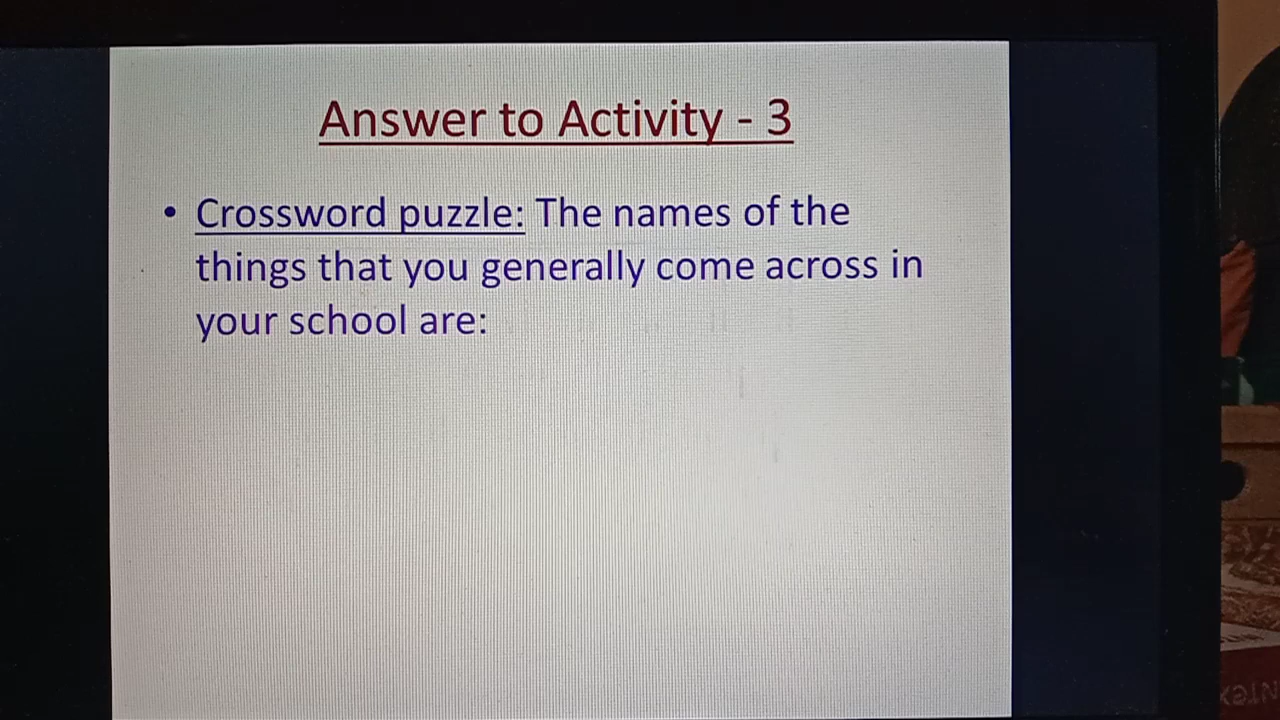 Answer to Activity - 3
• Crossword puzzle: The names of the
things that you generally come across in
your school are: